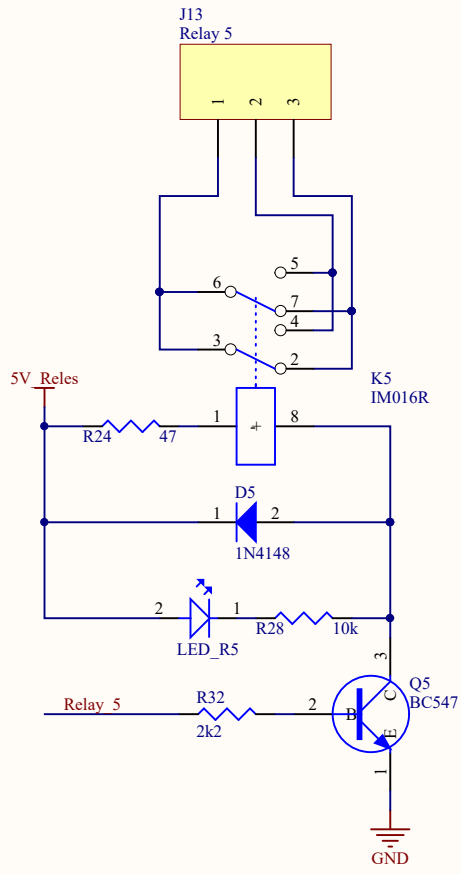 J13
Relay 5
1 2 3
5
6
7
4
3
2
K5
IM016R
5V_Reles
1 + 8
R24 47
D5
1 2
1N4148
2 1
R28 10k
LED_R5
3
Q5
BC547
C
R32
Relay_5
2
B
2k2
E
1
GND